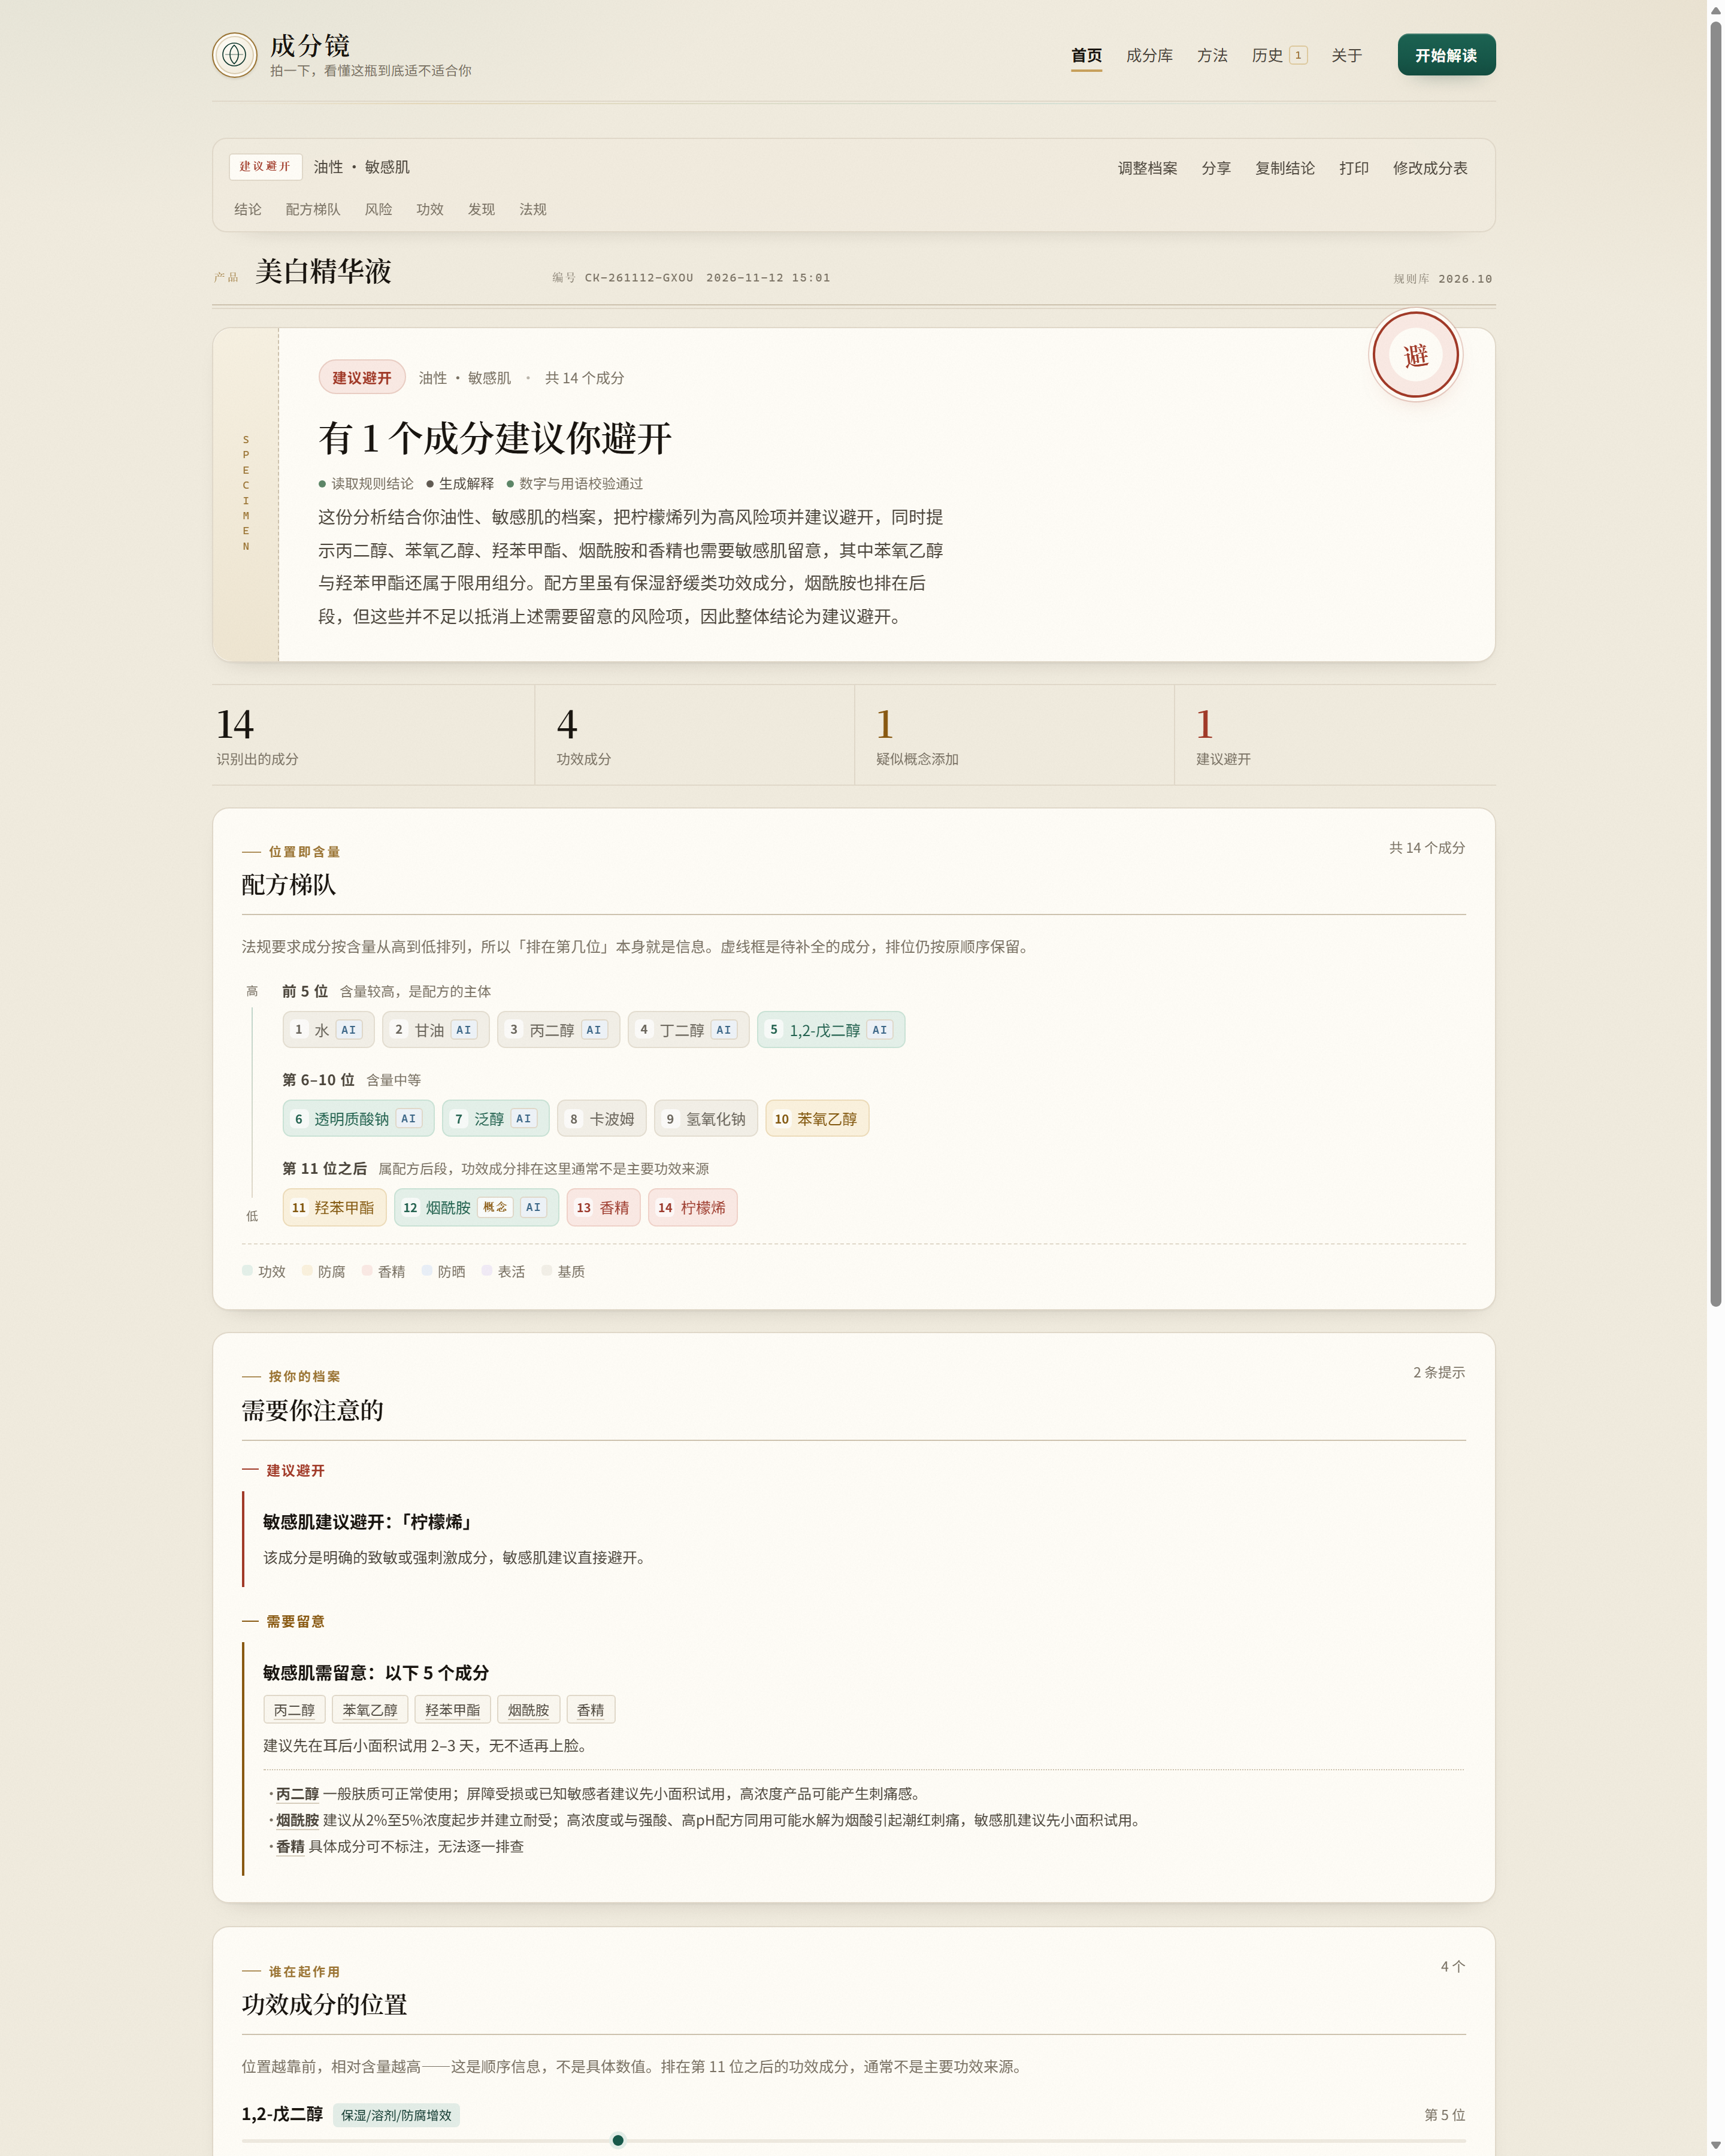 成分镜
拍一下，看懂这瓶到底适不适合你
首页 成分库 方法 历史 1 关于 开始解读
建议避开 油性 · 敏感肌
调整档案 分享 复制结论 打印 修改成分表
结论 配方梯队 风险 功效 发现 法规
产品 美白精华液 编号 CK-261112-GXOU 2026-11-12 15:01 规则库 2026.10
避
SPECIMEN
建议避开 油性 · 敏感肌 · 共 14 个成分
有 1 个成分建议你避开
读取规则结论 生成解释 数字与用语校验通过
这份分析结合你油性、敏感肌的档案，把柠檬烯列为高风险项并建议避开，同时提
示丙二醇、苯氧乙醇、羟苯甲酯、烟酰胺和香精也需要敏感肌留意，其中苯氧乙醇
与羟苯甲酯还属于限用组分。配方里虽有保湿舒缓类功效成分，烟酰胺也排在后
段，但这些并不足以抵消上述需要留意的风险项，因此整体结论为建议避开。
14 4 1 1
识别出的成分 功效成分 疑似概念添加 建议避开
位置即含量 共 14 个成分
配方梯队
法规要求成分按含量从高到低排列，所以「排在第几位」本身就是信息。虚线框是待补全的成分，排位仍按原顺序保留。
高 前 5 位 含量较高，是配方的主体
1 水 AI 2 甘油 AI 3 丙二醇 AI 4 丁二醇 AI 5 1,2-戊二醇 AI
第 6–10 位 含量中等
6 透明质酸钠 AI 7 泛醇 AI 8 卡波姆 9 氢氧化钠 10 苯氧乙醇
第 11 位之后 属配方后段，功效成分排在这里通常不是主要功效来源
11 羟苯甲酯 12 烟酰胺 概念 AI 13 香精 14 柠檬烯
低
功效 防腐 香精 防晒 表活 基质
按你的档案 2 条提示
需要你注意的
建议避开
敏感肌建议避开：「柠檬烯」
该成分是明确的致敏或强刺激成分，敏感肌建议直接避开。
需要留意
敏感肌需留意：以下 5 个成分
丙二醇 苯氧乙醇 羟苯甲酯 烟酰胺 香精
建议先在耳后小面积试用 2–3 天，无不适再上脸。
· 丙二醇 一般肤质可正常使用；屏障受损或已知敏感者建议先小面积试用，高浓度产品可能产生刺痛感。
· 烟酰胺 建议从2%至5%浓度起步并建立耐受；高浓度或与强酸、高pH配方同用可能水解为烟酸引起潮红刺痛，敏感肌建议先小面积试用。
· 香精 具体成分可不标注，无法逐一排查
谁在起作用 4 个
功效成分的位置
位置越靠前，相对含量越高——这是顺序信息，不是具体数值。排在第 11 位之后的功效成分，通常不是主要功效来源。
1,2-戊二醇 保湿/溶剂/防腐增效 第 5 位